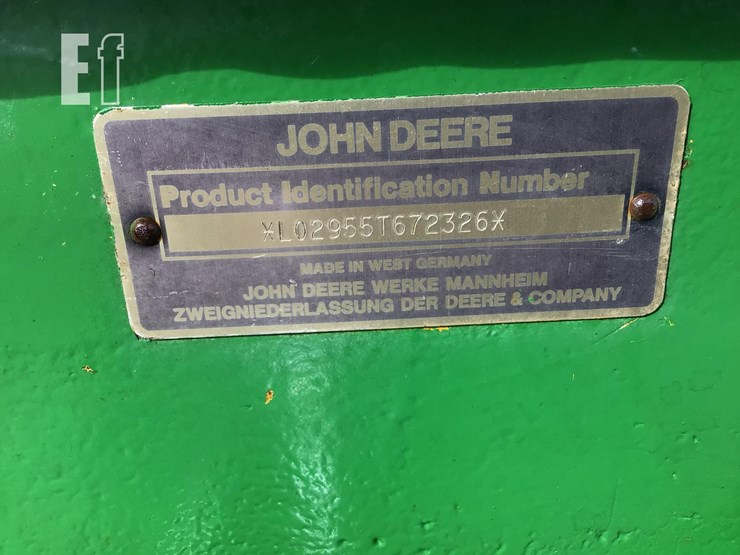 Ef
JOHN DEERE
Product Identification Number
*L02955T672326*
MADE IN WEST GERMANY
JOHN DEERE WERKE MANNHEIM
ZWEIGNIEDERLASSUNG DER DEERE & COMPANY